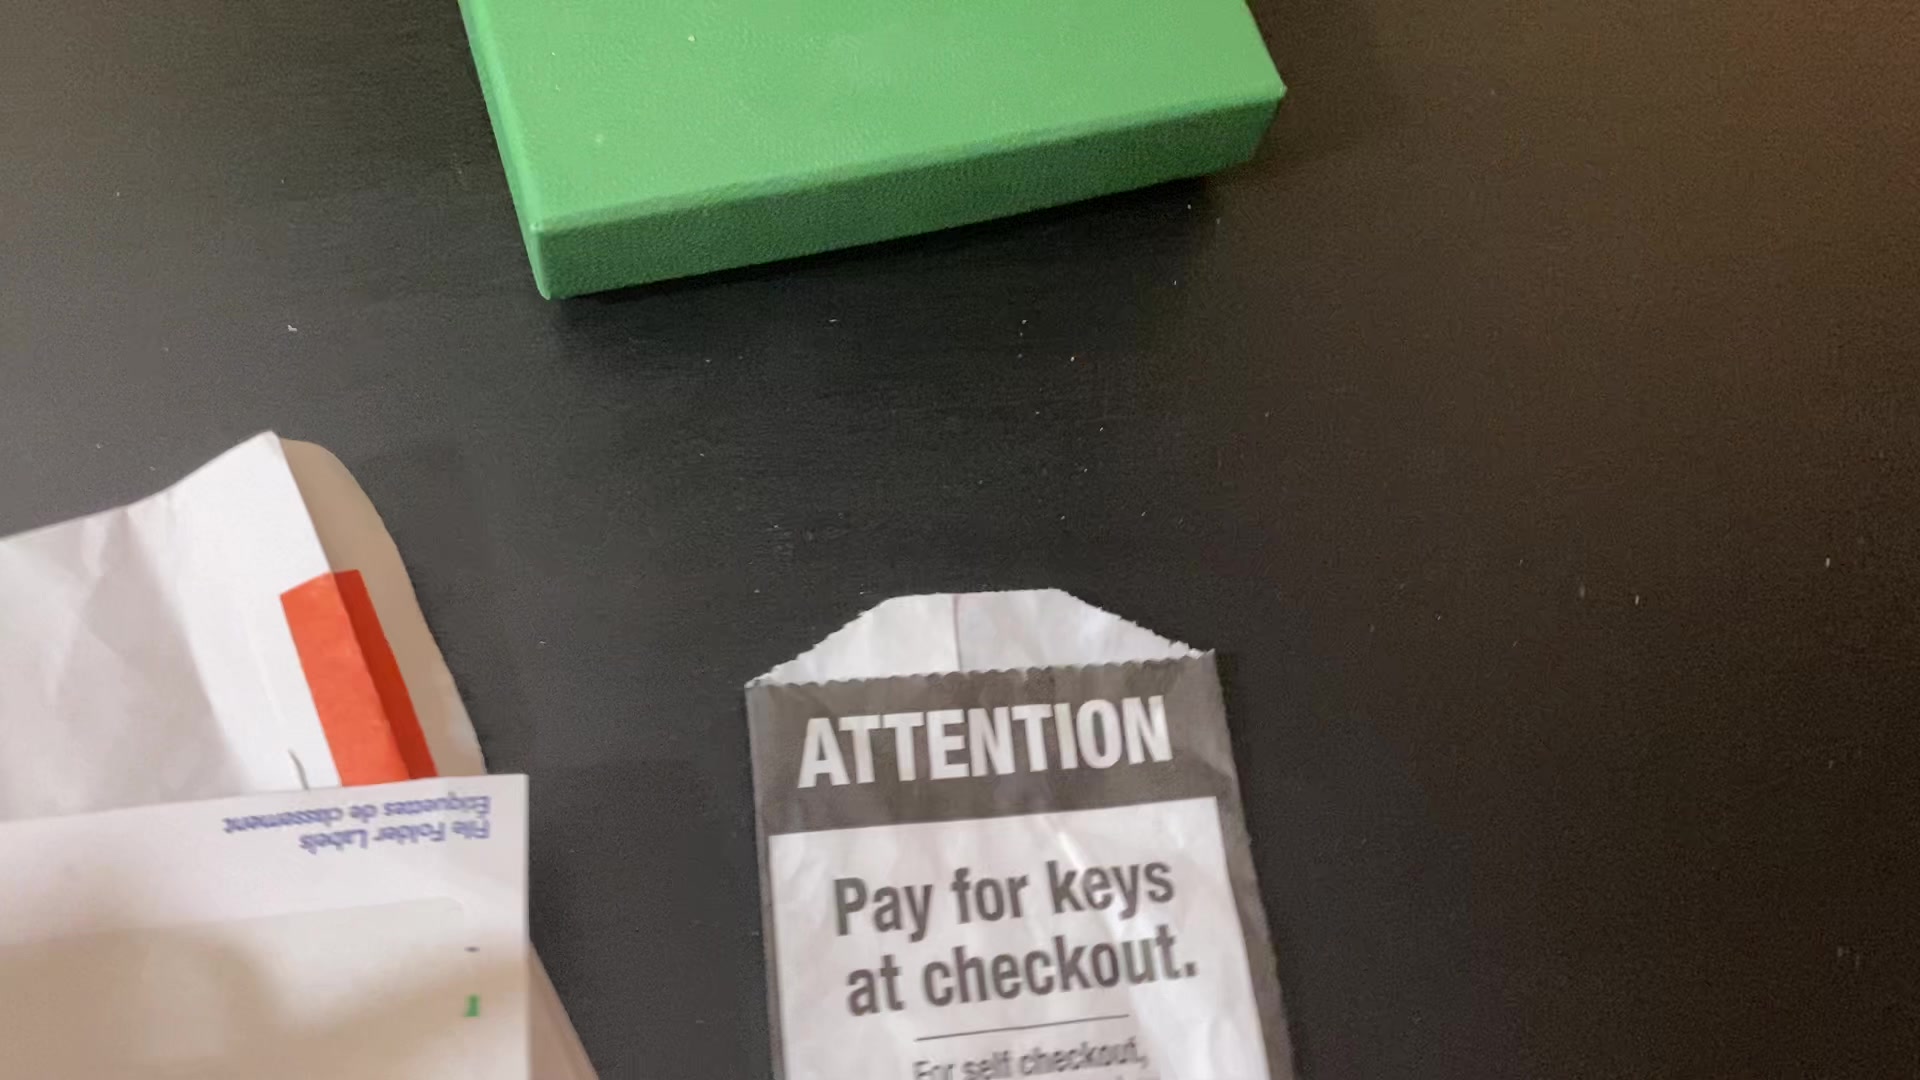 File Folder Labels
Étiquettes de classement
ATTENTION
Pay for keys
at checkout.
For self checkout,